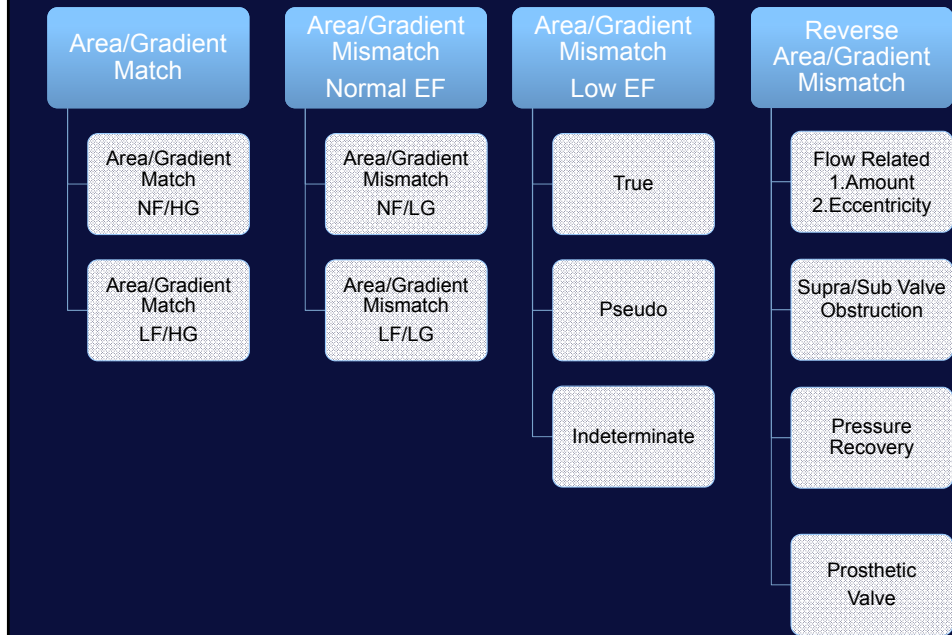 Area/Gradient
Match
Area/Gradient
Match
NF/HG
Area/Gradient
Match
LF/HG
Area/Gradient
Mismatch
Normal EF
Area/Gradient
Mismatch
NF/LG
Area/Gradient
Mismatch
LF/LG
Area/Gradient
Mismatch
Low EF
True
Pseudo
Indeterminate
Reverse
Area/Gradient
Mismatch
Flow Related
1.Amount
2.Eccentricity
Supra/Sub Valve
Obstruction
Pressure
Recovery
Prosthetic
Valve